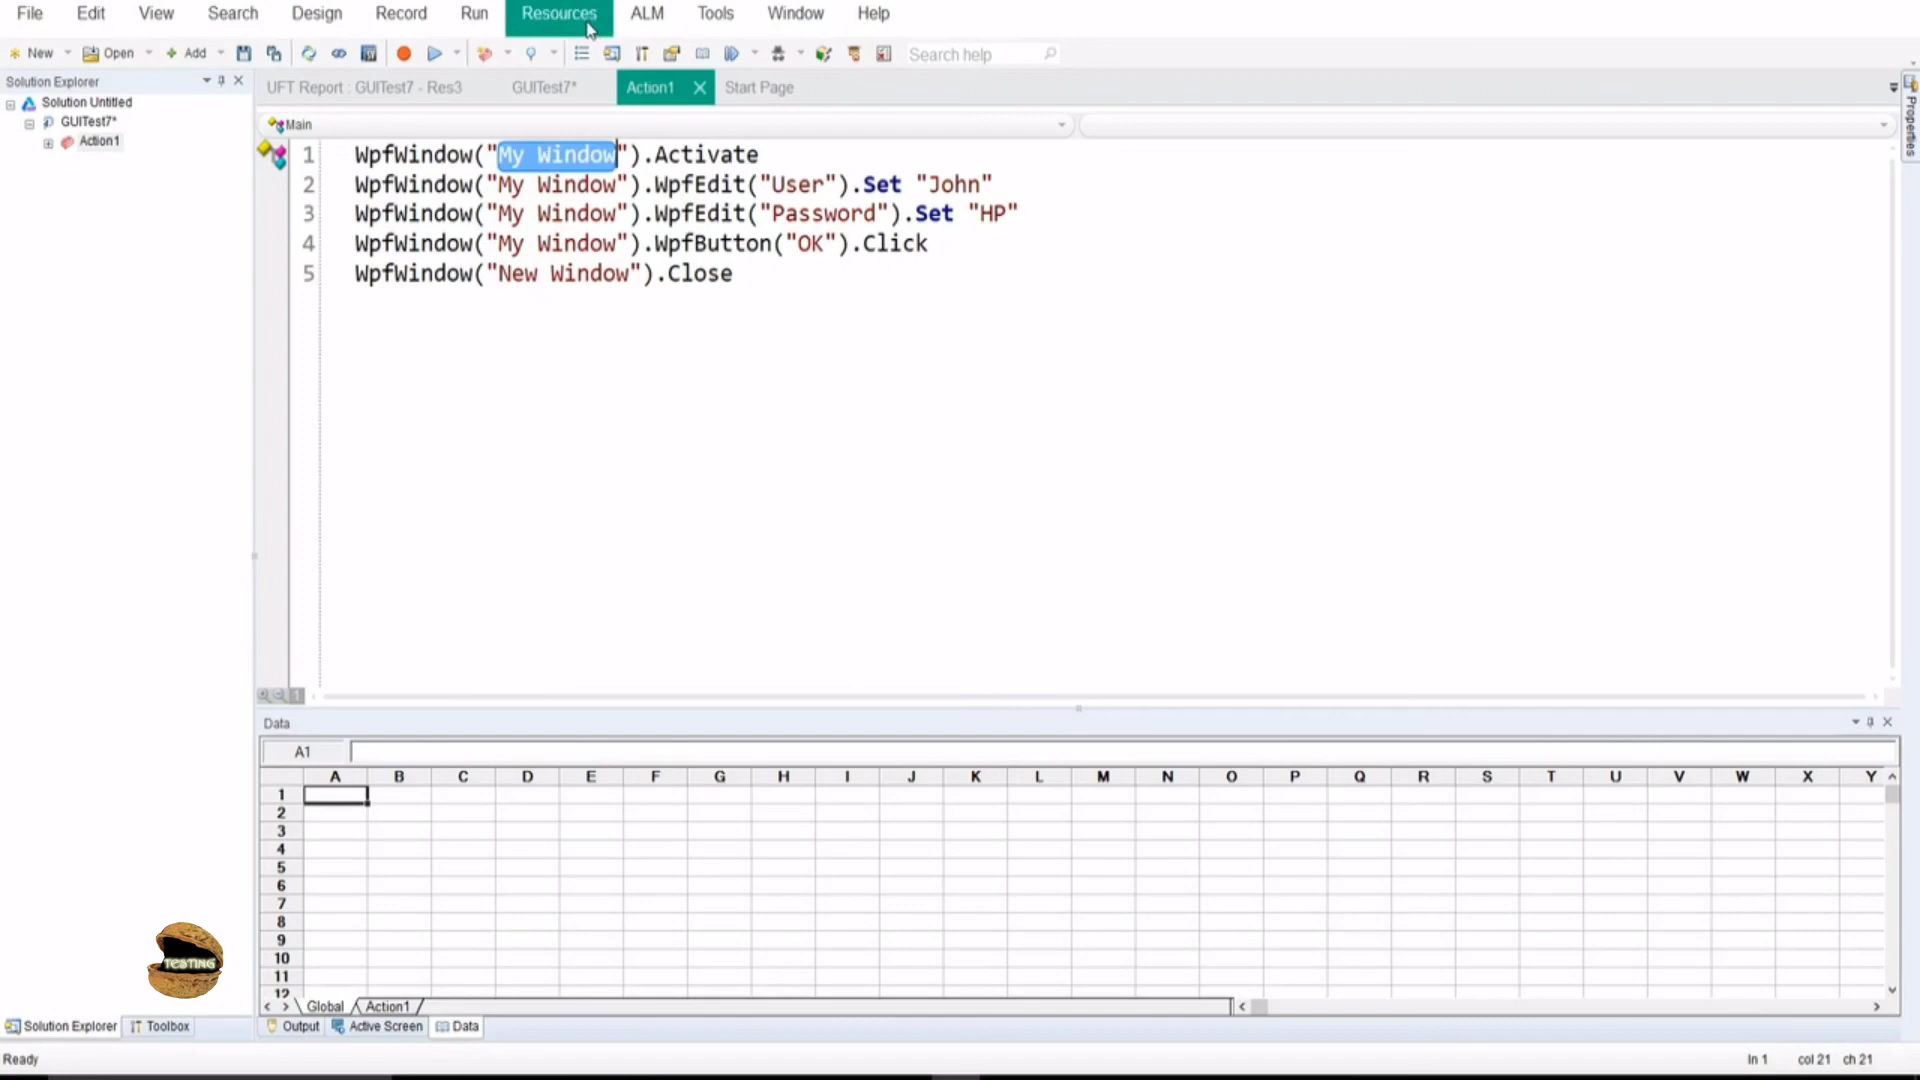 File Edit View Search Design Record Run Resources ALM Tools Window Help
New Open Add Search help
Solution Explorer
Solution Untitled
GUITest7*
Action1
UFT Report : GUITest7 - Res3 GUITest7* Action1 Start Page
Main
1 WpfWindow("My Window").Activate
2 WpfWindow("My Window").WpfEdit("User").Set "John"
3 WpfWindow("My Window").WpfEdit("Password").Set "HP"
4 WpfWindow("My Window").WpfButton("OK").Click
5 WpfWindow("New Window").Close
Properties
Data
A1
A B C D E F G H I J K L M N O P Q R S T U V W X Y
1
2
3
4
5
6
7
8
9
10
11
12
TESTING
Global Action1
Solution Explorer Toolbox Output Active Screen Data
Ready ln 1 col 21 ch 21